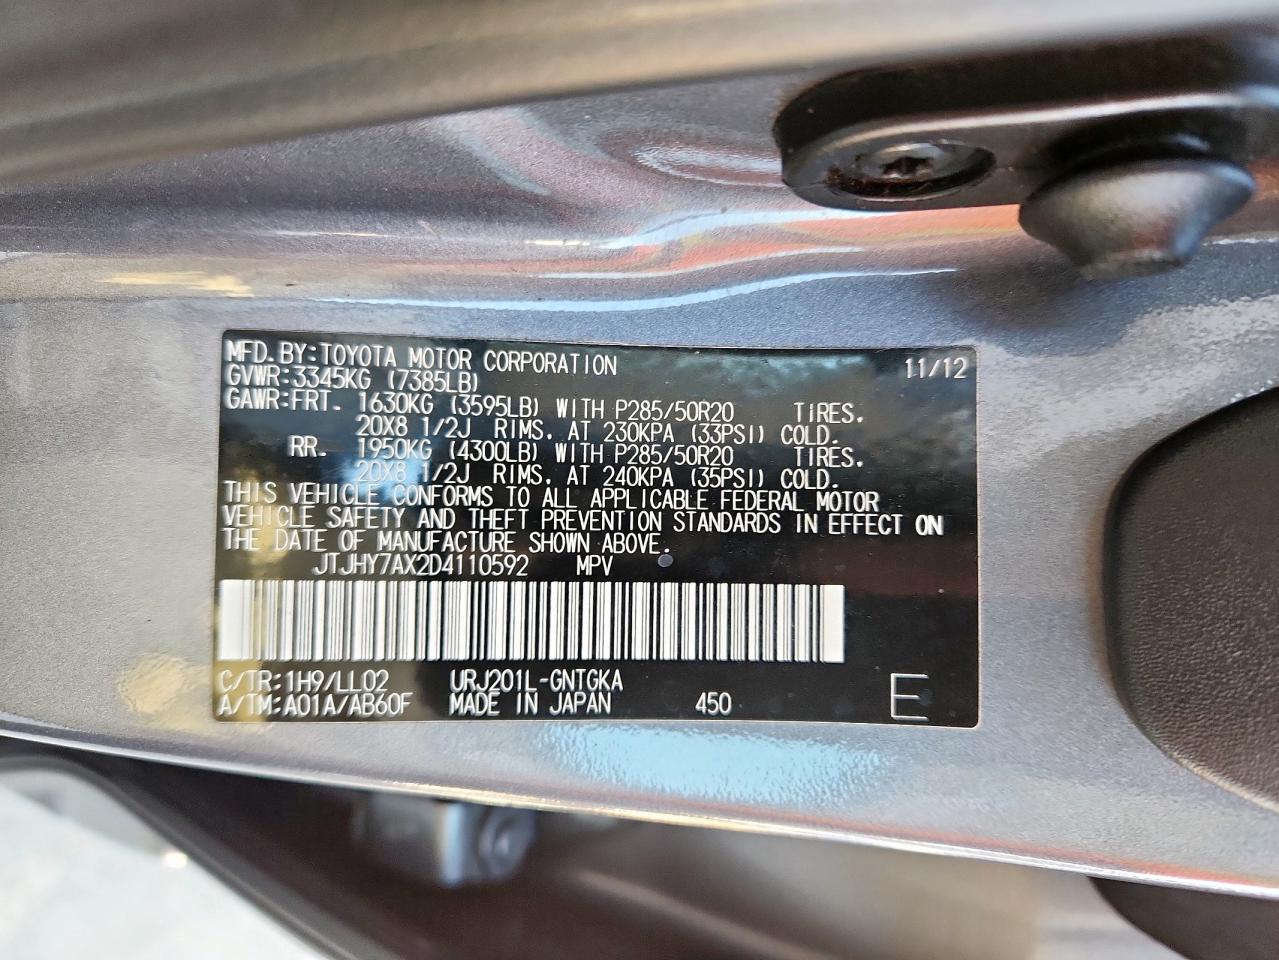 MFD.BY:TOYOTA MOTOR CORPORATION 11/12
GVWR:3345KG (7385LB)
GAWR:FRT. 1630KG (3595LB) WITH P285/50R20 TIRES.
20X8 1/2J RIMS. AT 230KPA (33PSI) COLD.
RR. 1950KG (4300LB) WITH P285/50R20 TIRES.
20X8 1/2J RIMS. AT 240KPA (35PSI) COLD.
THIS VEHICLE CONFORMS TO ALL APPLICABLE FEDERAL MOTOR
VEHICLE SAFETY AND THEFT PREVENTION STANDARDS IN EFFECT ON
THE DATE OF MANUFACTURE SHOWN ABOVE.
JTJHY7AX2D4110592 MPV
C/TR:1H9/LL02 URJ201L-GNTGKA
A/TM:A01A/AB60F MADE IN JAPAN 450 E